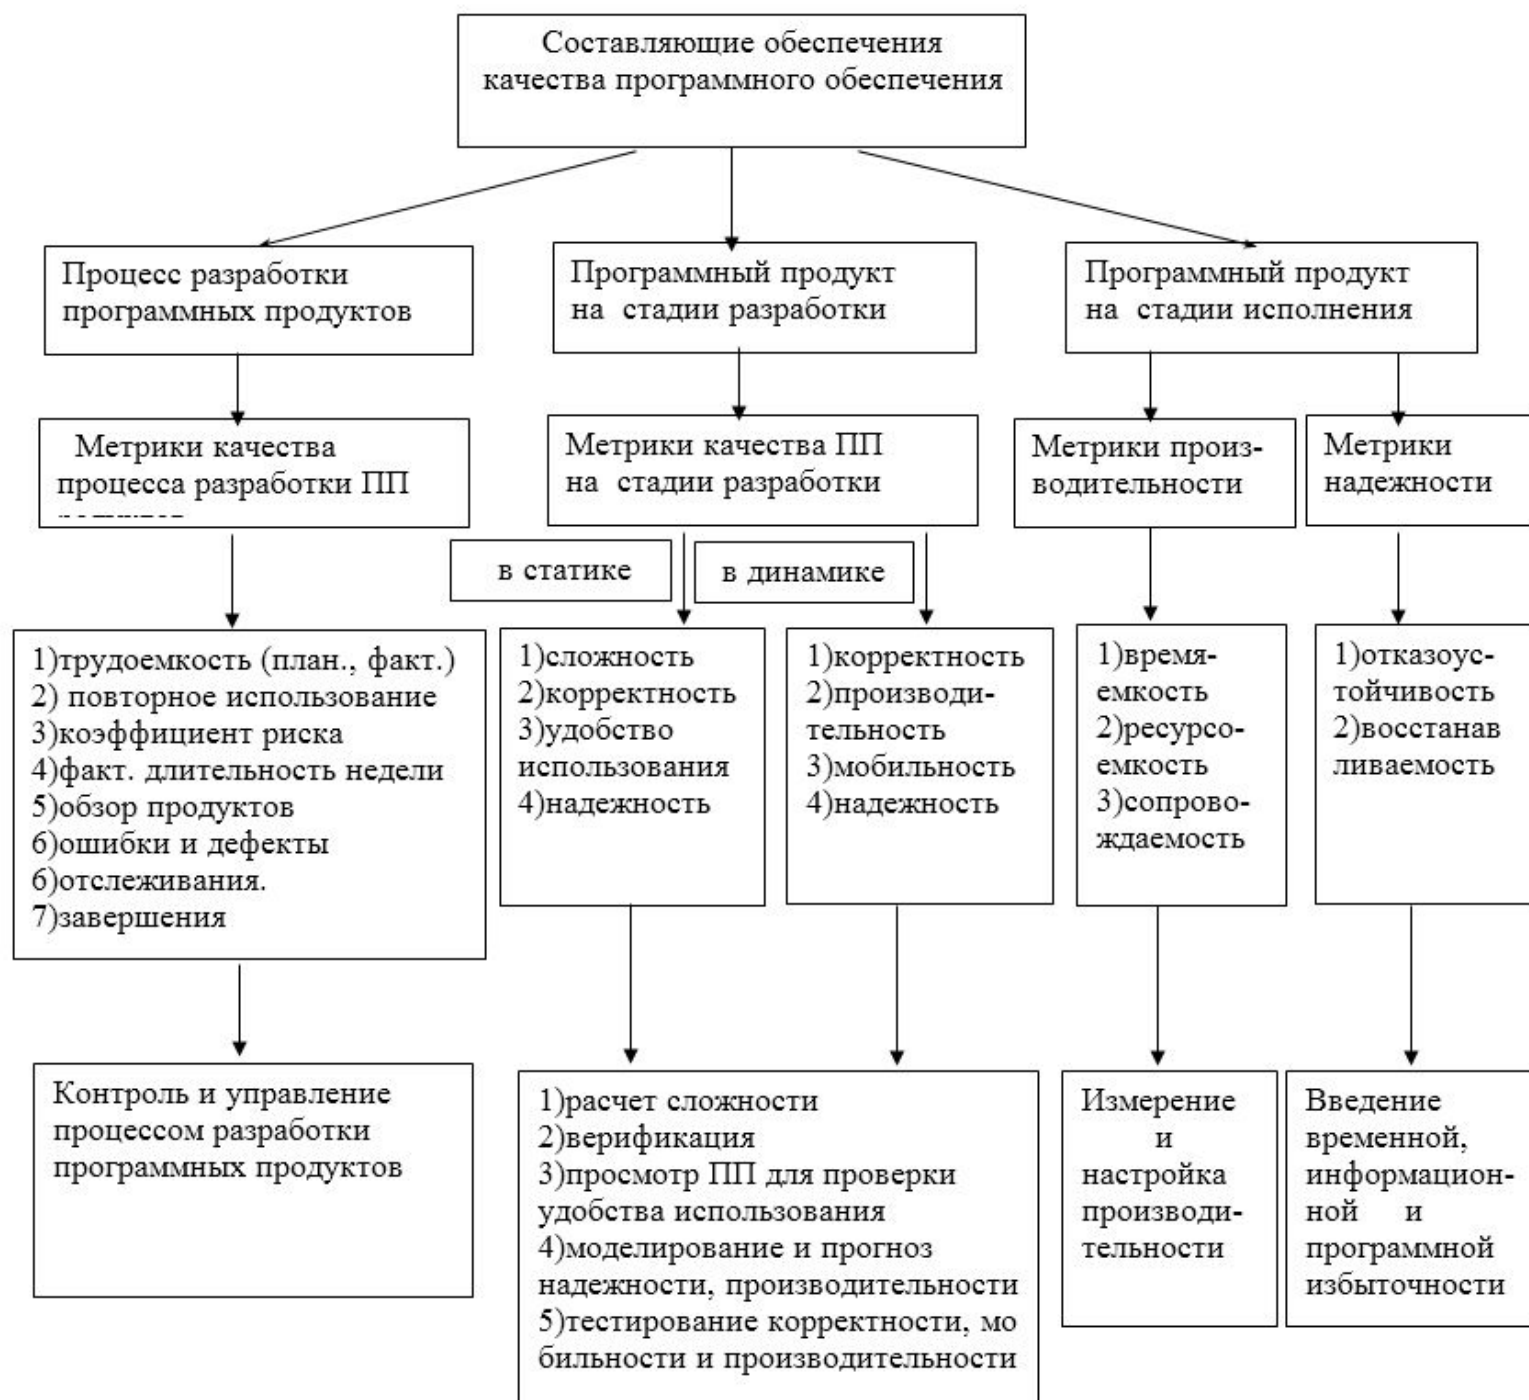 Составляющие обеспечения
качества программного обеспечения
Процесс разработки
программных продуктов
Программный продукт
на стадии разработки
Программный продукт
на стадии исполнения
Метрики качества
процесса разработки ПП
Метрики качества ПП
на стадии разработки
Метрики произ-
водительности
Метрики
надежности
в статике
в динамике
1)трудоемкость (план., факт.)
2) повторное использование
3)коэффициент риска
4)факт. длительность недели
5)обзор продуктов
6)ошибки и дефекты
6)отслеживания.
7)завершения
1)сложность
2)корректность
3)удобство
использования
4)надежность
1)корректность
2)производи-
тельность
3)мобильность
4)надежность
1)время-
емкость
2)ресурсо-
емкость
3)сопрово-
ждаемость
1)отказоус-
тойчивость
2)восстанав
ливаемость
Контроль и управление
процессом разработки
программных продуктов
1)расчет сложности
2)верификация
3)просмотр ПП для проверки
удобства использования
4)моделирование и прогноз
надежности, производительности
5)тестирование корректности, мо
бильности и производительности
Измерение
и
настройка
производи-
тельности
Введение
временной,
информацион-
ной и
программной
избыточности